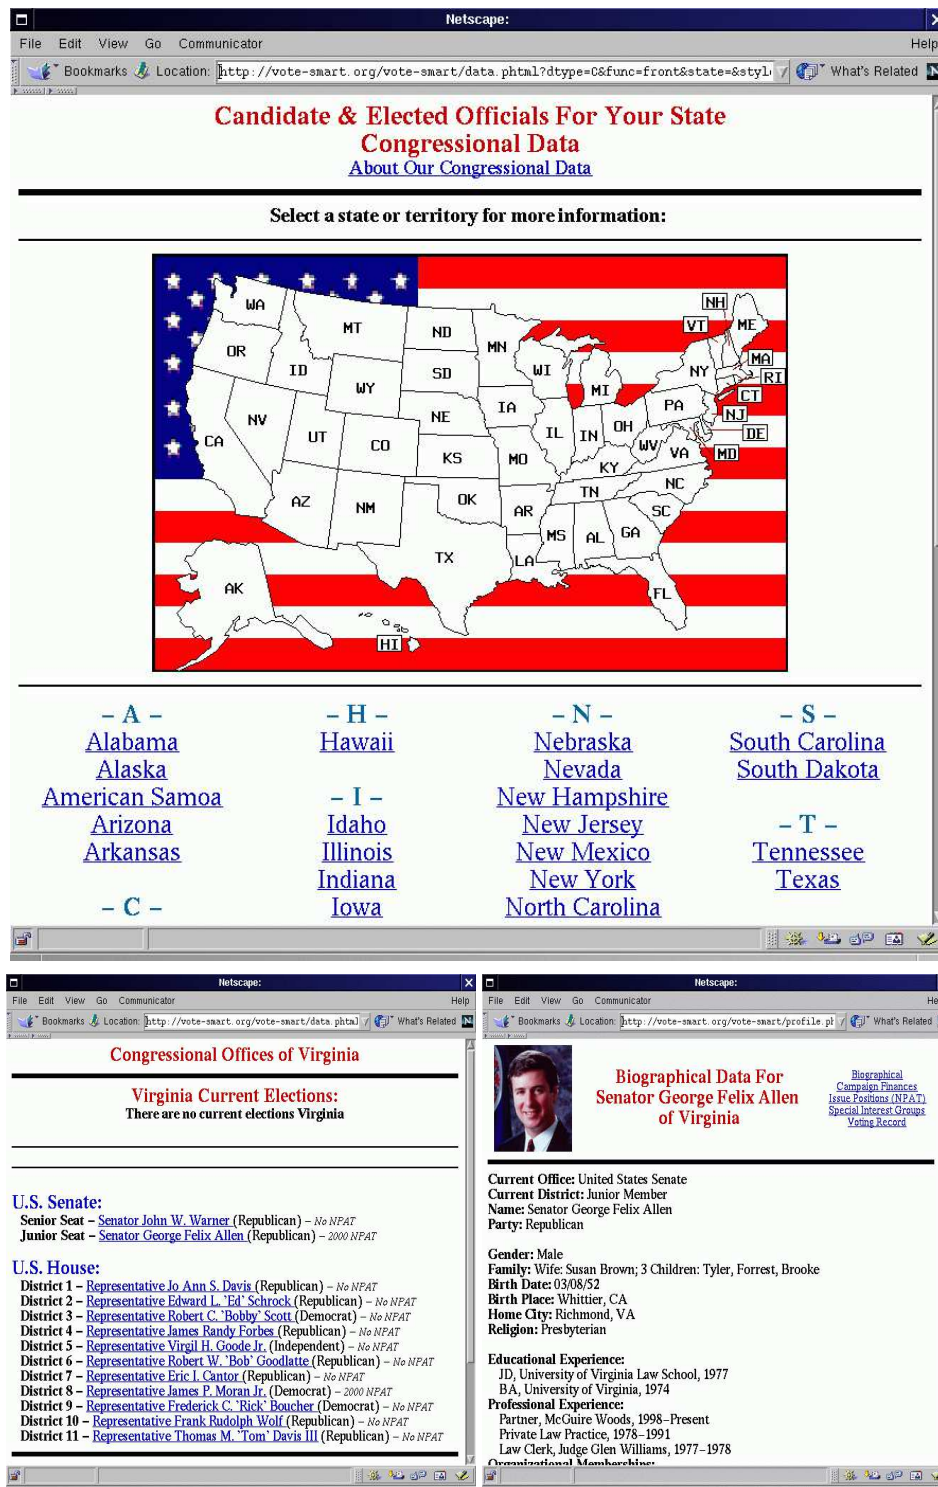 Netscape:
File Edit View Go Communicator Help
Bookmarks Location: http://vote-smart.org/vote-smart/data.phtml?dtype=C&func=front&state=&styl What's Related
Candidate & Elected Officials For Your State
Congressional Data
About Our Congressional Data
Select a state or territory for more information:
NH
WA
VT ME
MT ND
MN
OR
NY MA
ID SD WI
RI
WY MI
CT
NE IA PA
NJ
NV OH
DE
CA UT CO IL IN
WV VA MD
KS MO
KY
NC
AZ OK TN
NM AR SC
MS AL GA
TX LA
AK FL
HI
– A – – H – – N – – S –
Alabama Hawaii Nebraska South Carolina
Alaska Nevada South Dakota
American Samoa – I – New Hampshire
Arizona Idaho New Jersey – T –
Arkansas Illinois New Mexico Tennessee
Indiana New York Texas
– C – Iowa North Carolina
Netscape:
File Edit View Go Communicator Help
Bookmarks Location: http://vote-smart.org/vote-smart/data.phtml What's Related
Congressional Offices of Virginia
Virginia Current Elections:
There are no current elections Virginia
U.S. Senate:
Senior Seat – Senator John W. Warner (Republican) – No NPAT
Junior Seat – Senator George Felix Allen (Republican) – 2000 NPAT
U.S. House:
District 1 – Representative Jo Ann S. Davis (Republican) – No NPAT
District 2 – Representative Edward L. 'Ed' Schrock (Republican) – No NPAT
District 3 – Representative Robert C. 'Bobby' Scott (Democrat) – No NPAT
District 4 – Representative James Randy Forbes (Republican) – No NPAT
District 5 – Representative Virgil H. Goode Jr. (Independent) – No NPAT
District 6 – Representative Robert W. 'Bob' Goodlatte (Republican) – No NPAT
District 7 – Representative Eric I. Cantor (Republican) – No NPAT
District 8 – Representative James P. Moran Jr. (Democrat) – 2000 NPAT
District 9 – Representative Frederick C. 'Rick' Boucher (Democrat) – No NPAT
District 10 – Representative Frank Rudolph Wolf (Republican) – No NPAT
District 11 – Representative Thomas M. 'Tom' Davis III (Republican) – No NPAT
Netscape:
File Edit View Go Communicator He
Bookmarks Location: http://vote-smart.org/vote-smart/profile.ph What's Related
Biographical Data For
Senator George Felix Allen
of Virginia
Biographical
Campaign Finances
Issue Positions (NPAT)
Special Interest Groups
Voting Record
Current Office: United States Senate
Current District: Junior Member
Name: Senator George Felix Allen
Party: Republican
Gender: Male
Family: Wife: Susan Brown; 3 Children: Tyler, Forrest, Brooke
Birth Date: 03/08/52
Birth Place: Whittier, CA
Home City: Richmond, VA
Religion: Presbyterian
Educational Experience:
JD, University of Virginia Law School, 1977
BA, University of Virginia, 1974
Professional Experience:
Partner, McGuire Woods, 1998–Present
Private Law Practice, 1978–1991
Law Clerk, Judge Glen Williams, 1977–1978
Organizational Memberships: